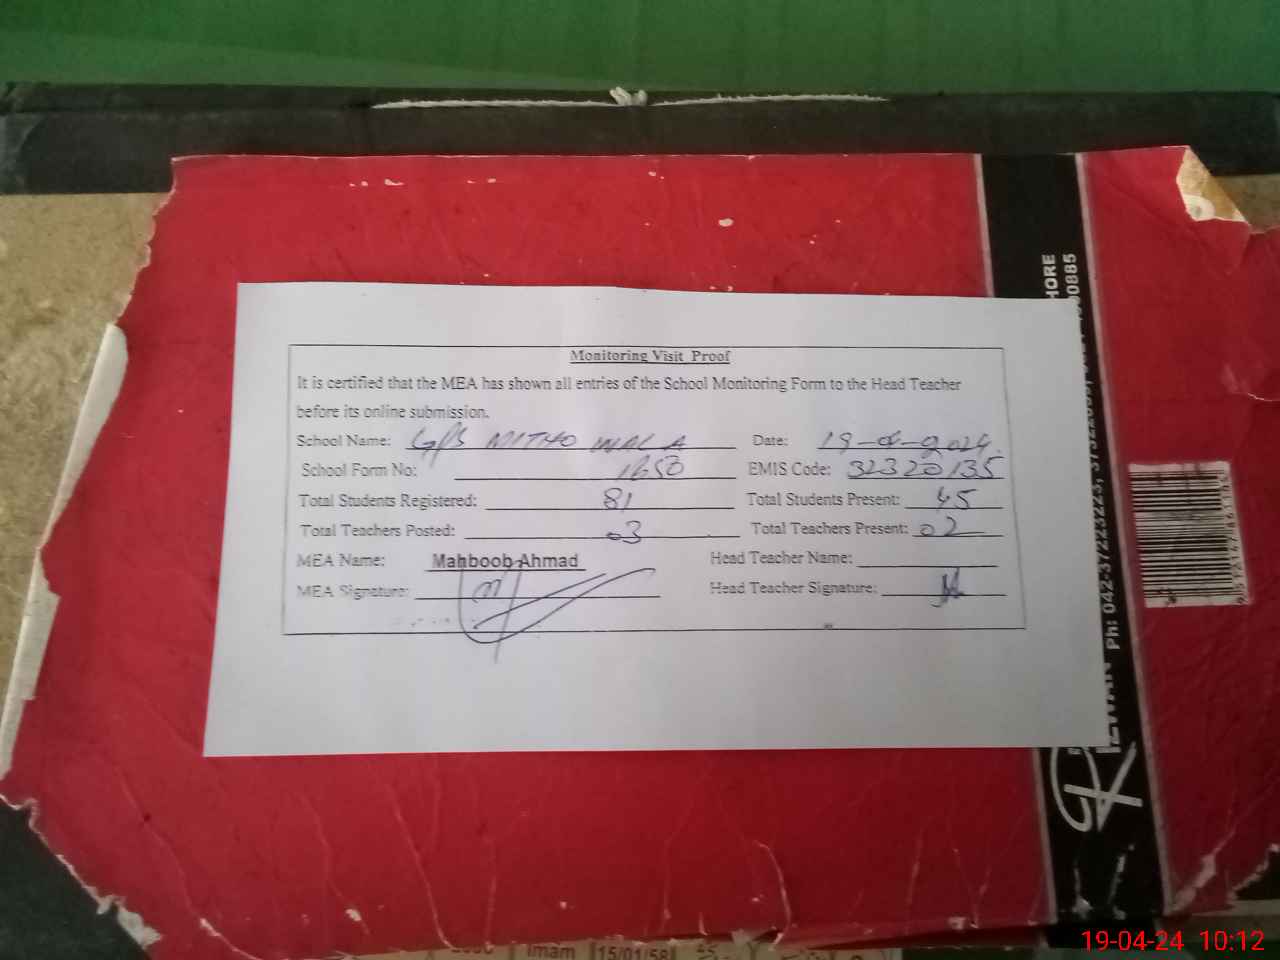 Monitoring Visit Proof
It is certified that the MEA has shown all entries of the School Monitoring Form to the Head Teacher
before its online submission.
School Name: GPS MITHO WALA Date: 19-04-2024.
School Form No: 1650 EMIS Code: 32320135
Total Students Registered: 81 Total Students Present: 45
Total Teachers Posted: 03 Total Teachers Present: 02
MEA Name: Mahboob Ahmad Head Teacher Name:
MEA Signature: Head Teacher Signature:
HORE
Ph: 042-37223223,
Imam 15/01/58
19-04-24 10:12